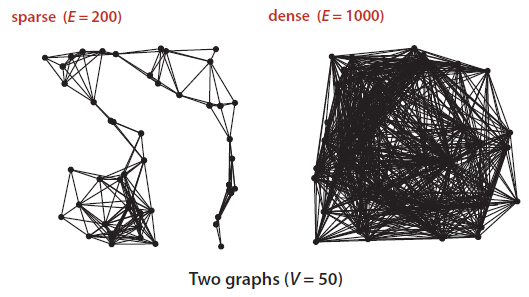 sparse (E = 200)
dense (E = 1000)
Two graphs (V = 50)